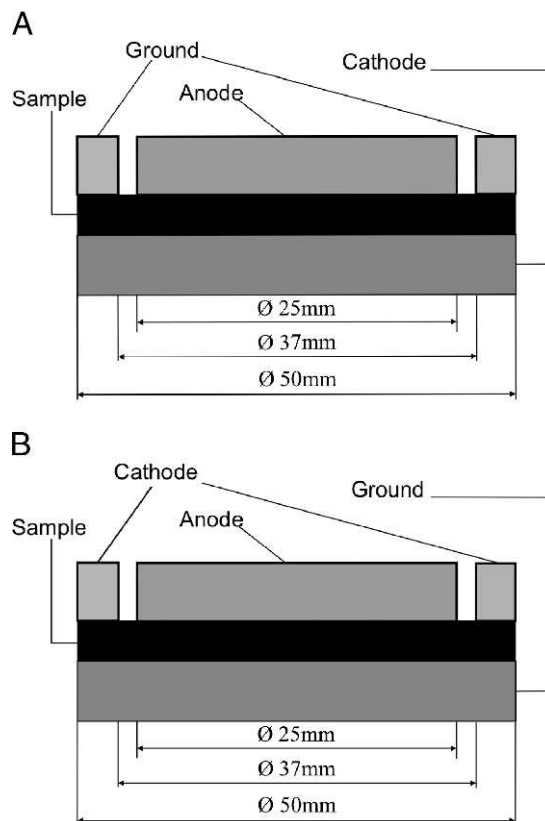 A
Ground
Cathode
Sample
Anode
Ø 25mm
Ø 37mm
Ø 50mm
B
Cathode
Ground
Sample
Anode
Ø 25mm
Ø 37mm
Ø 50mm